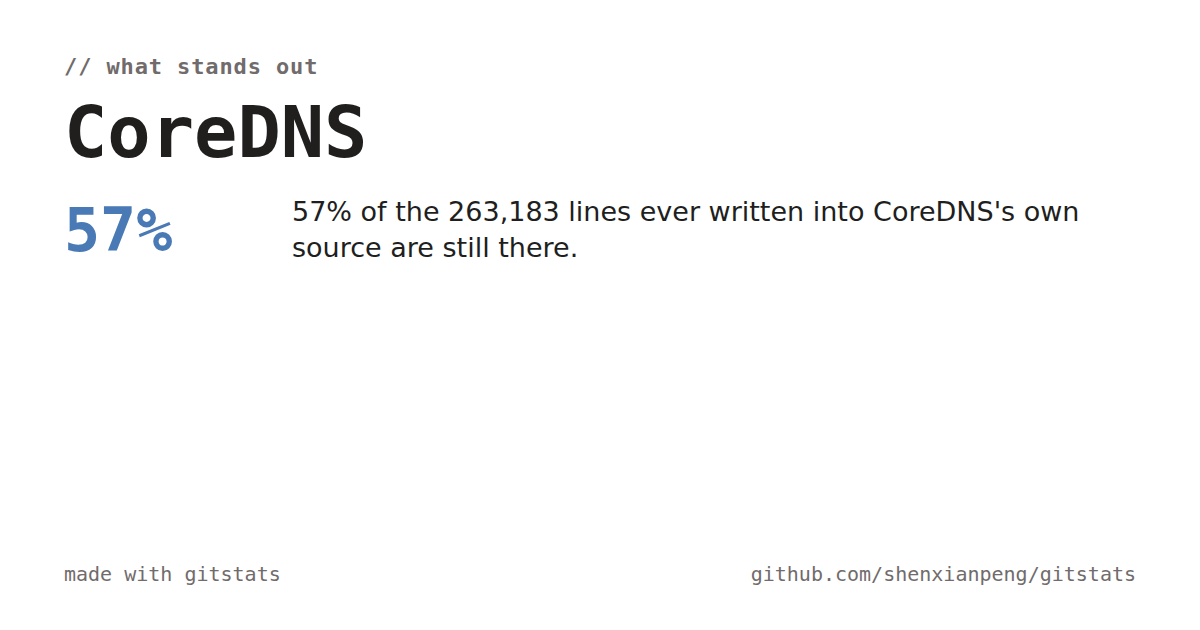 // what stands out
CoreDNS
57%
57% of the 263,183 lines ever written into CoreDNS's own
source are still there.
made with gitstats
github.com/shenxianpeng/gitstats